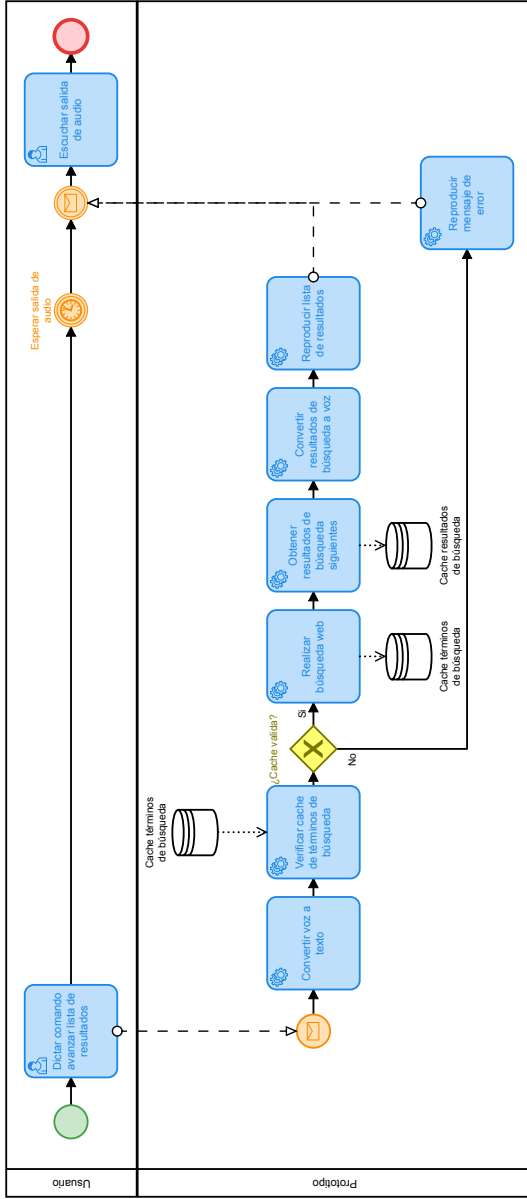 Usuario
Dictar comando
avanzar lista de
resultados
Esperar salida de
audio
Escuchar salida
de audio
Prototipo
Convertir voz a
texto
Cache términos
de búsqueda
Verificar cache
de términos de
búsqueda
¿Cache valida?
Si
No
Realizar
búsqueda web
Cache términos
de búsqueda
Obtener
resultados de
búsqueda
siguientes
Cache resultados
de búsqueda
Convertir
resultados de
búsqueda a voz
Reproducir lista
de resultados
Reproducir
mensaje de
error